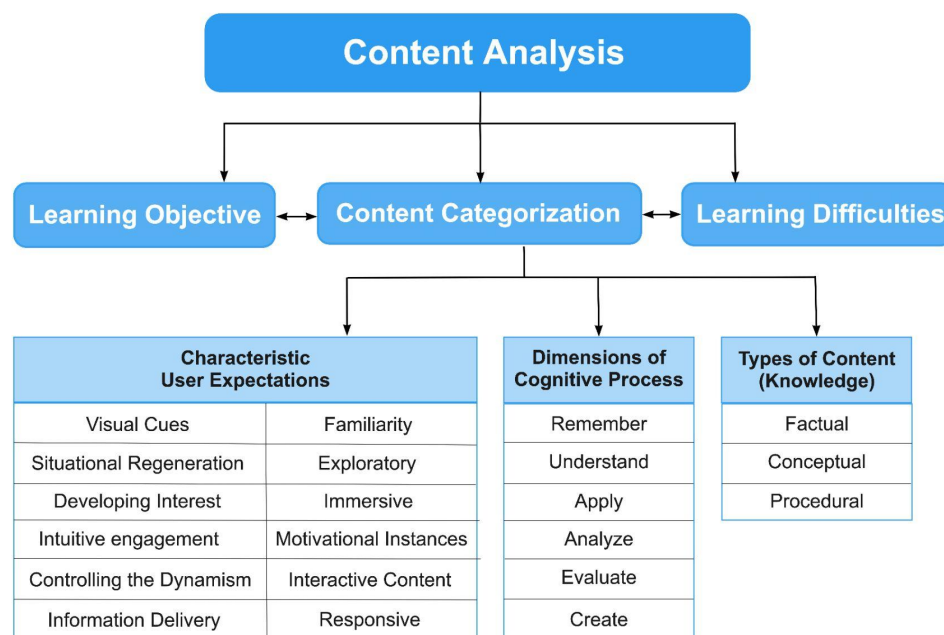 Content Analysis
Learning Objective
Content Categorization
Learning Difficulties
Characteristic
User Expectations
Visual Cues
Familiarity
Situational Regeneration
Exploratory
Developing Interest
Immersive
Intuitive engagement
Motivational Instances
Controlling the Dynamism
Interactive Content
Information Delivery
Responsive
Dimensions of
Cognitive Process
Remember
Understand
Apply
Analyze
Evaluate
Create
Types of Content
(Knowledge)
Factual
Conceptual
Procedural